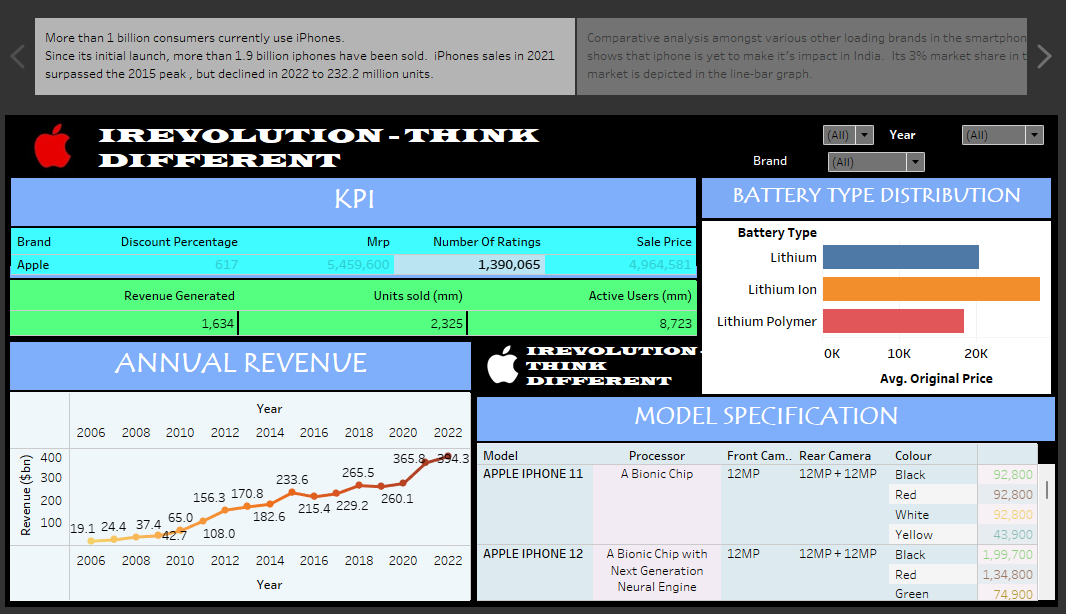 More than 1 billion consumers currently use iPhones.
Since its initial launch, more than 1.9 billion iphones have been sold.  iPhones sales in 2021
surpassed the 2015 peak , but declined in 2022 to 232.2 million units.
Comparative analysis amongst various other loading brands in the smartphon
shows that iphone is yet to make it's impact in India.  Its 3% market share in t
market is depicted in the line-bar graph.
IREVOLUTION - THINK
DIFFERENT
(All) Year (All)
Brand (All)
KPI
Brand Discount Percentage Mrp Number Of Ratings Sale Price
Apple 617 5,459,600 1,390,065 4,964,581
Revenue Generated Units sold (mm) Active Users (mm)
1,634 2,325 8,723
BATTERY TYPE DISTRIBUTION
Battery Type
Lithium
Lithium Ion
Lithium Polymer
0K 10K 20K
Avg. Original Price
ANNUAL REVENUE
Year
2006 2008 2010 2012 2014 2016 2018 2020 2022
Revenue ($bn)
400
300
200
100
19.1 24.4 37.4 42.7 65.0 108.0 156.3 170.8 182.6 233.6 215.4 229.2 265.5 260.1 365.8 394.3
2006 2008 2010 2012 2014 2016 2018 2020 2022
Year
IREVOLUTION-
THINK
DIFFERENT
MODEL SPECIFICATION
Model Processor Front Cam.. Rear Camera Colour
APPLE IPHONE 11 A Bionic Chip 12MP 12MP + 12MP Black 92,800
Red 92,800
White 92,800
Yellow 43,900
APPLE IPHONE 12 A Bionic Chip with 12MP 12MP + 12MP Black 1,99,700
Next Generation Red 1,34,800
Neural Engine Green 74,900